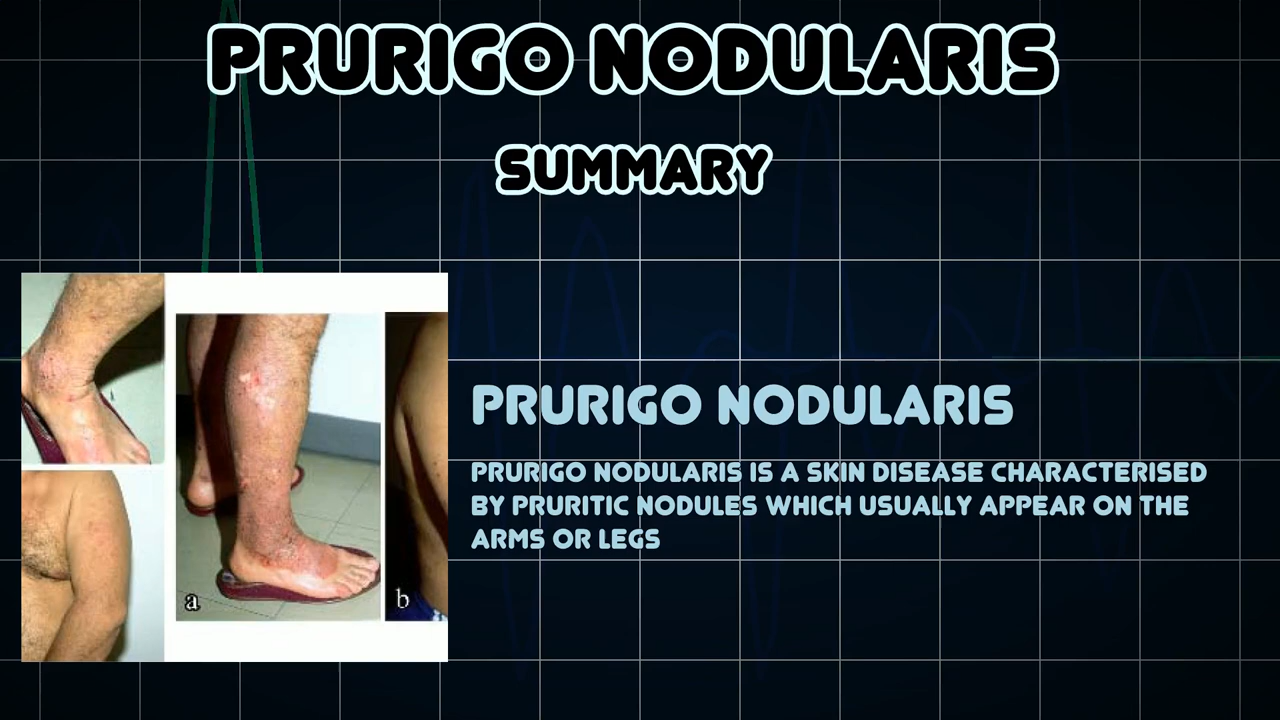 PRURIGO NODULARIS
SUMMARY
PRURIGO NODULARIS
PRURIGO NODULARIS IS A SKIN DISEASE CHARACTERISED
BY PRURITIC NODULES WHICH USUALLY APPEAR ON THE
ARMS OR LEGS
a
b